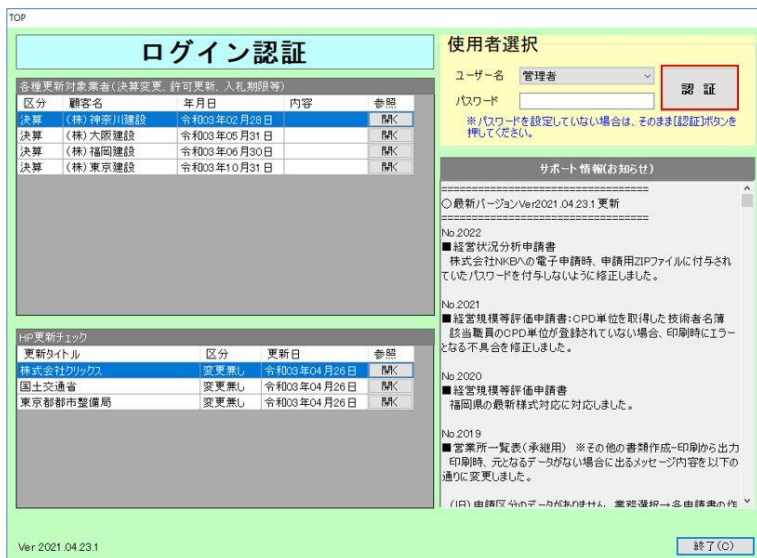 TOP
ログイン認証
各種更新対象業者(決算変更、許可更新、入札期限等)
区分 顧客名 年月日 内容 参照
決算 (株)神奈川建設 令和03年02月28日 開く
決算 (株)大阪建設 令和03年05月31日 開く
決算 (株)福岡建設 令和03年06月30日 開く
決算 (株)東京建設 令和03年10月31日 開く
HP更新チェック
更新タイトル 区分 更新日 参照
株式会社クリックス 変更無し 令和03年04月26日 開く
国土交通省 変更無し 令和03年04月26日 開く
東京都都市整備局 変更無し 令和03年04月26日 開く
Ver 2021.04.23.1
使用者選択
ユーザー名 管理者
パスワード
認証
※パスワードを設定していない場合は、そのまま[認証]ボタンを
押してください。
サポート情報(お知らせ)
==================================
○最新バージョンVer2021.04.23.1更新
==================================
No.2022
■経営状況分析申請書
株式会社NKBへの電子申請時、申請用ZIPファイルに付与され
ていたパスワードを付与しないように修正しました。
No.2021
■経営規模等評価申請書:CPD単位を取得した技術者名簿
該当職員のCPD単位が登録されていない場合、印刷時にエラー
となる不具合を修正しました。
No.2020
■経営規模等評価申請書
福岡県の最新様式対応に対応しました。
No.2019
■営業所一覧表(承継用) ※その他の書類作成-印刷から出力
印刷時、元となるデータがない場合に出るメッセージ内容を以下の
通りに変更しました。
(旧)申請区分のデータがありません。業務選択→各申請書の作
終了(C)